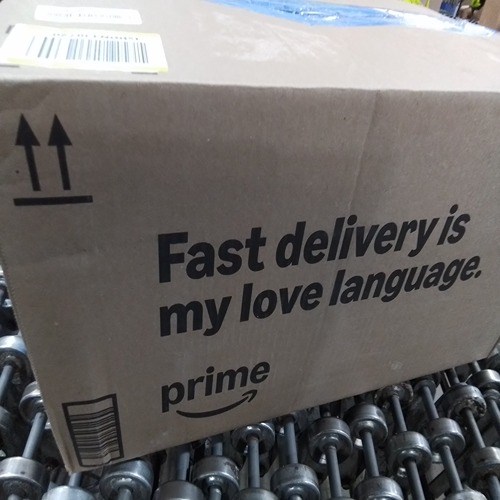 Fast delivery is
my love language.
prime